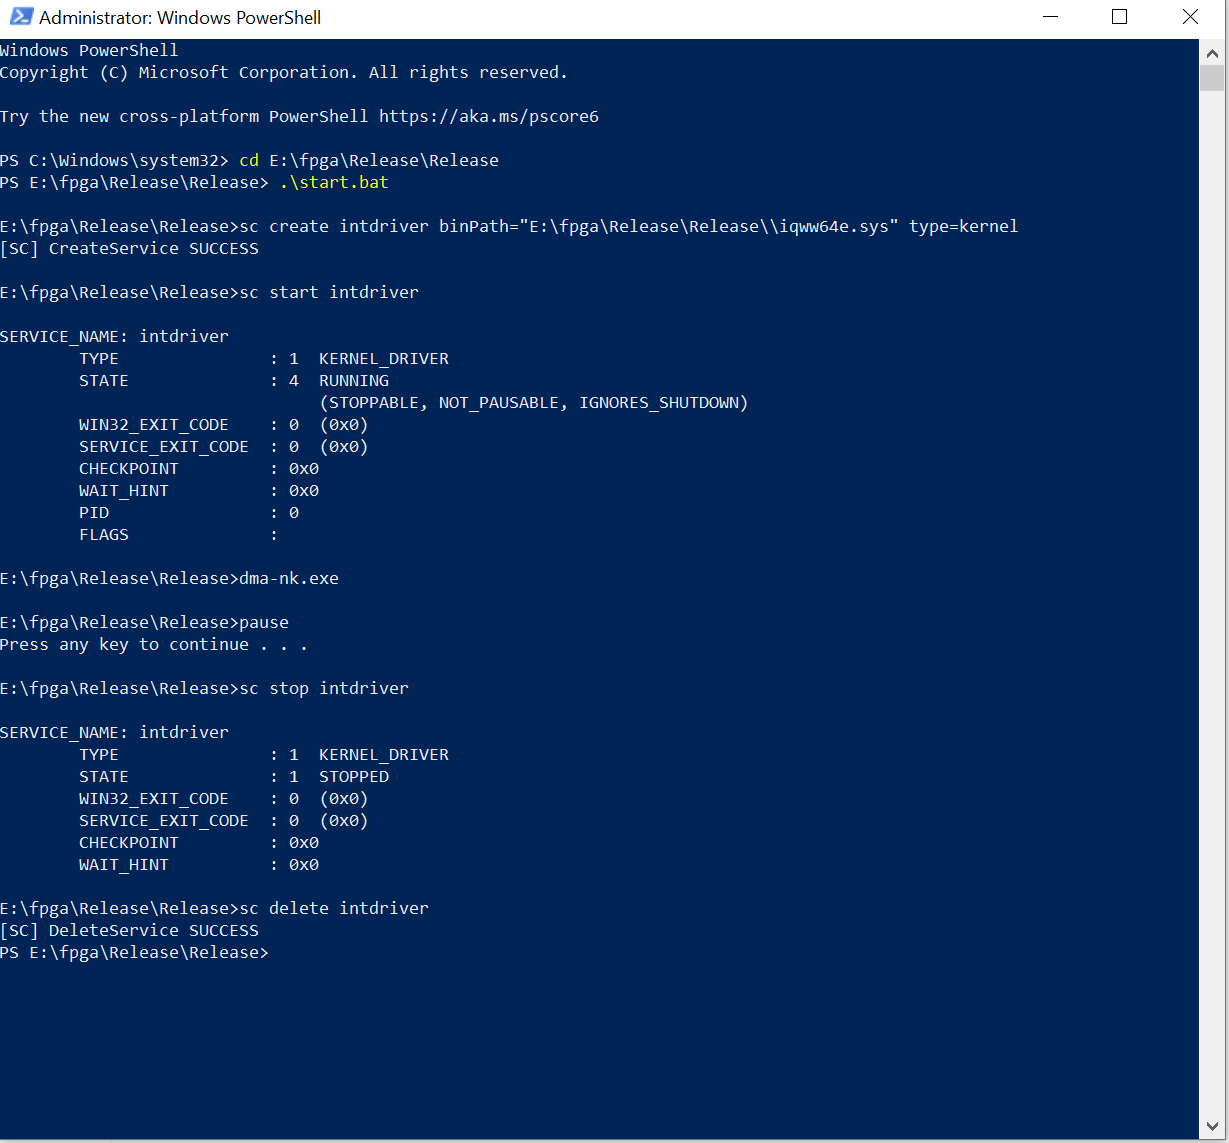 Administrator: Windows PowerShell
Windows PowerShell
Copyright (C) Microsoft Corporation. All rights reserved.
Try the new cross-platform PowerShell https://aka.ms/pscore6
PS C:\Windows\system32> cd E:\fpga\Release\Release
PS E:\fpga\Release\Release> .\start.bat
E:\fpga\Release\Release>sc create intdriver binPath="E:\fpga\Release\Release\\iqww64e.sys" type=kernel
[SC] CreateService SUCCESS
E:\fpga\Release\Release>sc start intdriver
SERVICE_NAME: intdriver
TYPE : 1 KERNEL_DRIVER
STATE : 4 RUNNING
(STOPPABLE, NOT_PAUSABLE, IGNORES_SHUTDOWN)
WIN32_EXIT_CODE : 0 (0x0)
SERVICE_EXIT_CODE : 0 (0x0)
CHECKPOINT : 0x0
WAIT_HINT : 0x0
PID : 0
FLAGS :
E:\fpga\Release\Release>dma-nk.exe
E:\fpga\Release\Release>pause
Press any key to continue . . .
E:\fpga\Release\Release>sc stop intdriver
SERVICE_NAME: intdriver
TYPE : 1 KERNEL_DRIVER
STATE : 1 STOPPED
WIN32_EXIT_CODE : 0 (0x0)
SERVICE_EXIT_CODE : 0 (0x0)
CHECKPOINT : 0x0
WAIT_HINT : 0x0
E:\fpga\Release\Release>sc delete intdriver
[SC] DeleteService SUCCESS
PS E:\fpga\Release\Release>